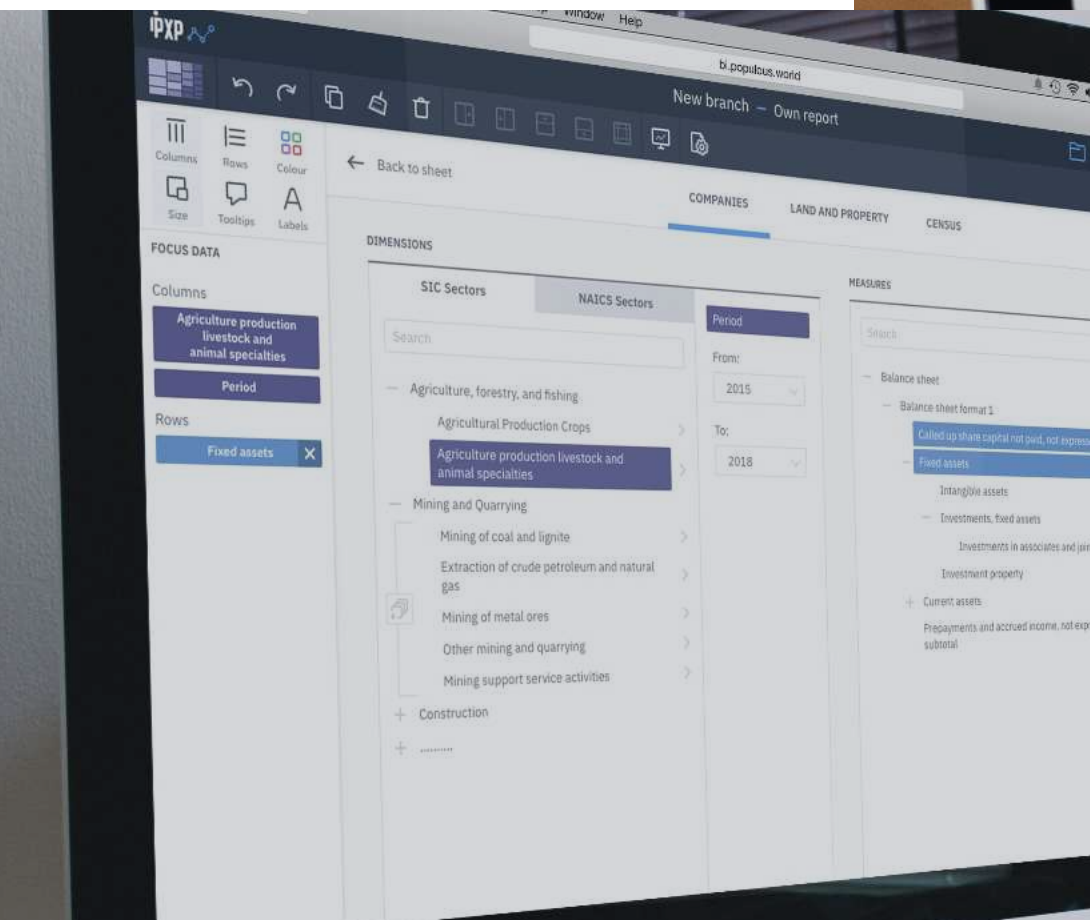 Window Help
bi.populous.world
iPXP
New branch – Own report
Columns
Rows
Colour
Size
Tooltips
Labels
Back to sheet
COMPANIES
LAND AND PROPERTY
CENSUS
FOCUS DATA
Columns
Agriculture production
livestock and
animal specialties
Period
Rows
Fixed assets
DIMENSIONS
SIC Sectors
NAICS Sectors
Search
Agriculture, forestry, and fishing
Agricultural Production Crops
Agriculture production livestock and
animal specialties
Mining and Quarrying
Mining of coal and lignite
Extraction of crude petroleum and natural
gas
Mining of metal ores
Other mining and quarrying
Mining support service activities
Construction
..........
Period
From:
2015
To:
2018
MEASURES
Search
Balance sheet
Balance sheet format 1
Called up share capital not paid, not express
Fixed assets
Intangible assets
Investments, fixed assets
Investments in associates and join
Investment property
Current assets
Prepayments and accrued income, not exp
subtotal